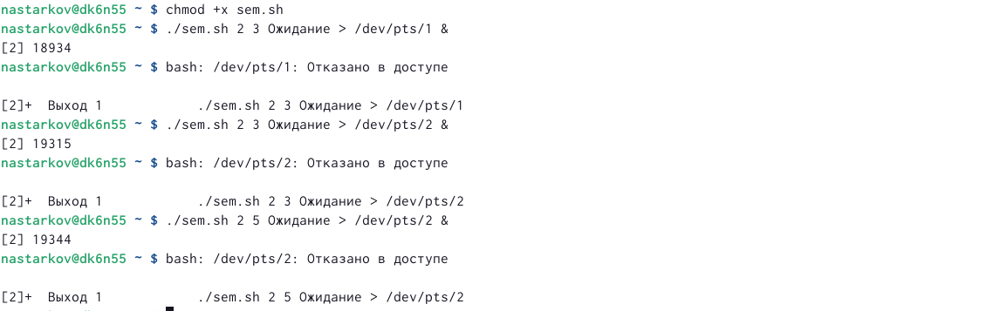 nastarkov@dk6n55 ~ $ chmod +x sem.sh
nastarkov@dk6n55 ~ $ ./sem.sh 2 3 Ожидание > /dev/pts/1 &
[2] 18934
nastarkov@dk6n55 ~ $ bash: /dev/pts/1: Отказано в доступе
[2]+  Выход 1            ./sem.sh 2 3 Ожидание > /dev/pts/1
nastarkov@dk6n55 ~ $ ./sem.sh 2 3 Ожидание > /dev/pts/2 &
[2] 19315
nastarkov@dk6n55 ~ $ bash: /dev/pts/2: Отказано в доступе
[2]+  Выход 1            ./sem.sh 2 3 Ожидание > /dev/pts/2
nastarkov@dk6n55 ~ $ ./sem.sh 2 5 Ожидание > /dev/pts/2 &
[2] 19344
nastarkov@dk6n55 ~ $ bash: /dev/pts/2: Отказано в доступе
[2]+  Выход 1            ./sem.sh 2 5 Ожидание > /dev/pts/2